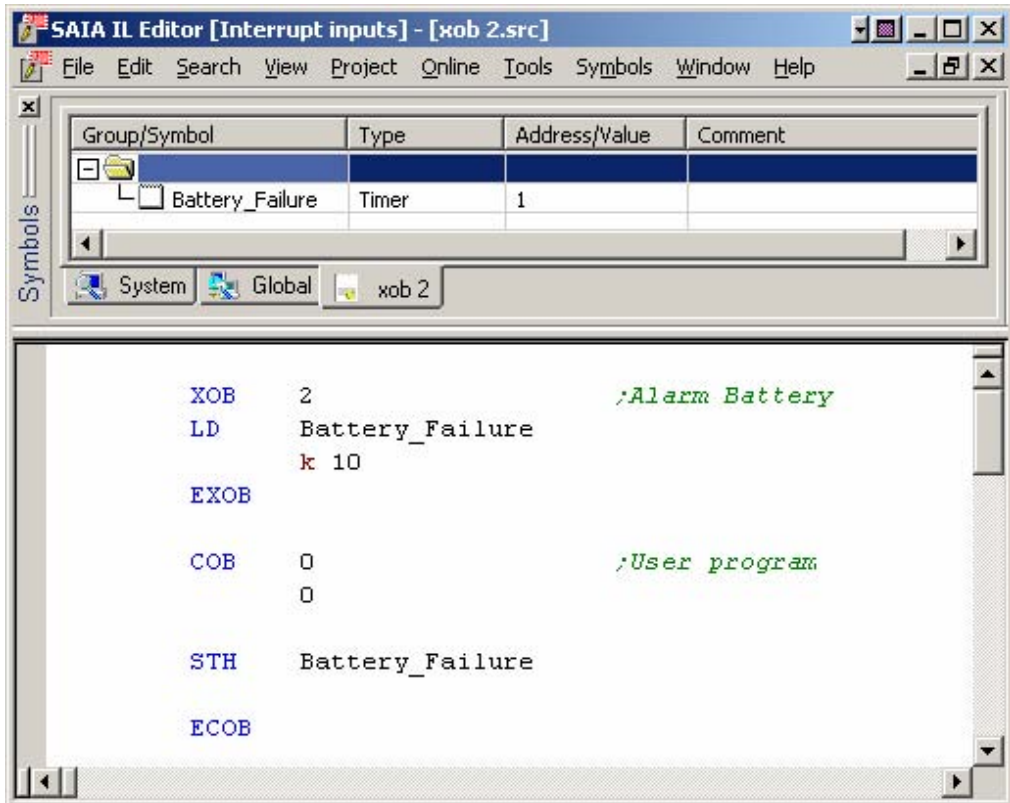 SAIA IL Editor [Interrupt inputs] - [xob 2.src]
File Edit Search View Project Online Tools Symbols Window Help
Symbols
Group/Symbol Type Address/Value Comment
Battery_Failure Timer 1
System Global xob 2
XOB 2 ;Alarm Battery
LD Battery_Failure
k 10
EXOB
COB 0 ;User program
0
STH Battery_Failure
ECOB